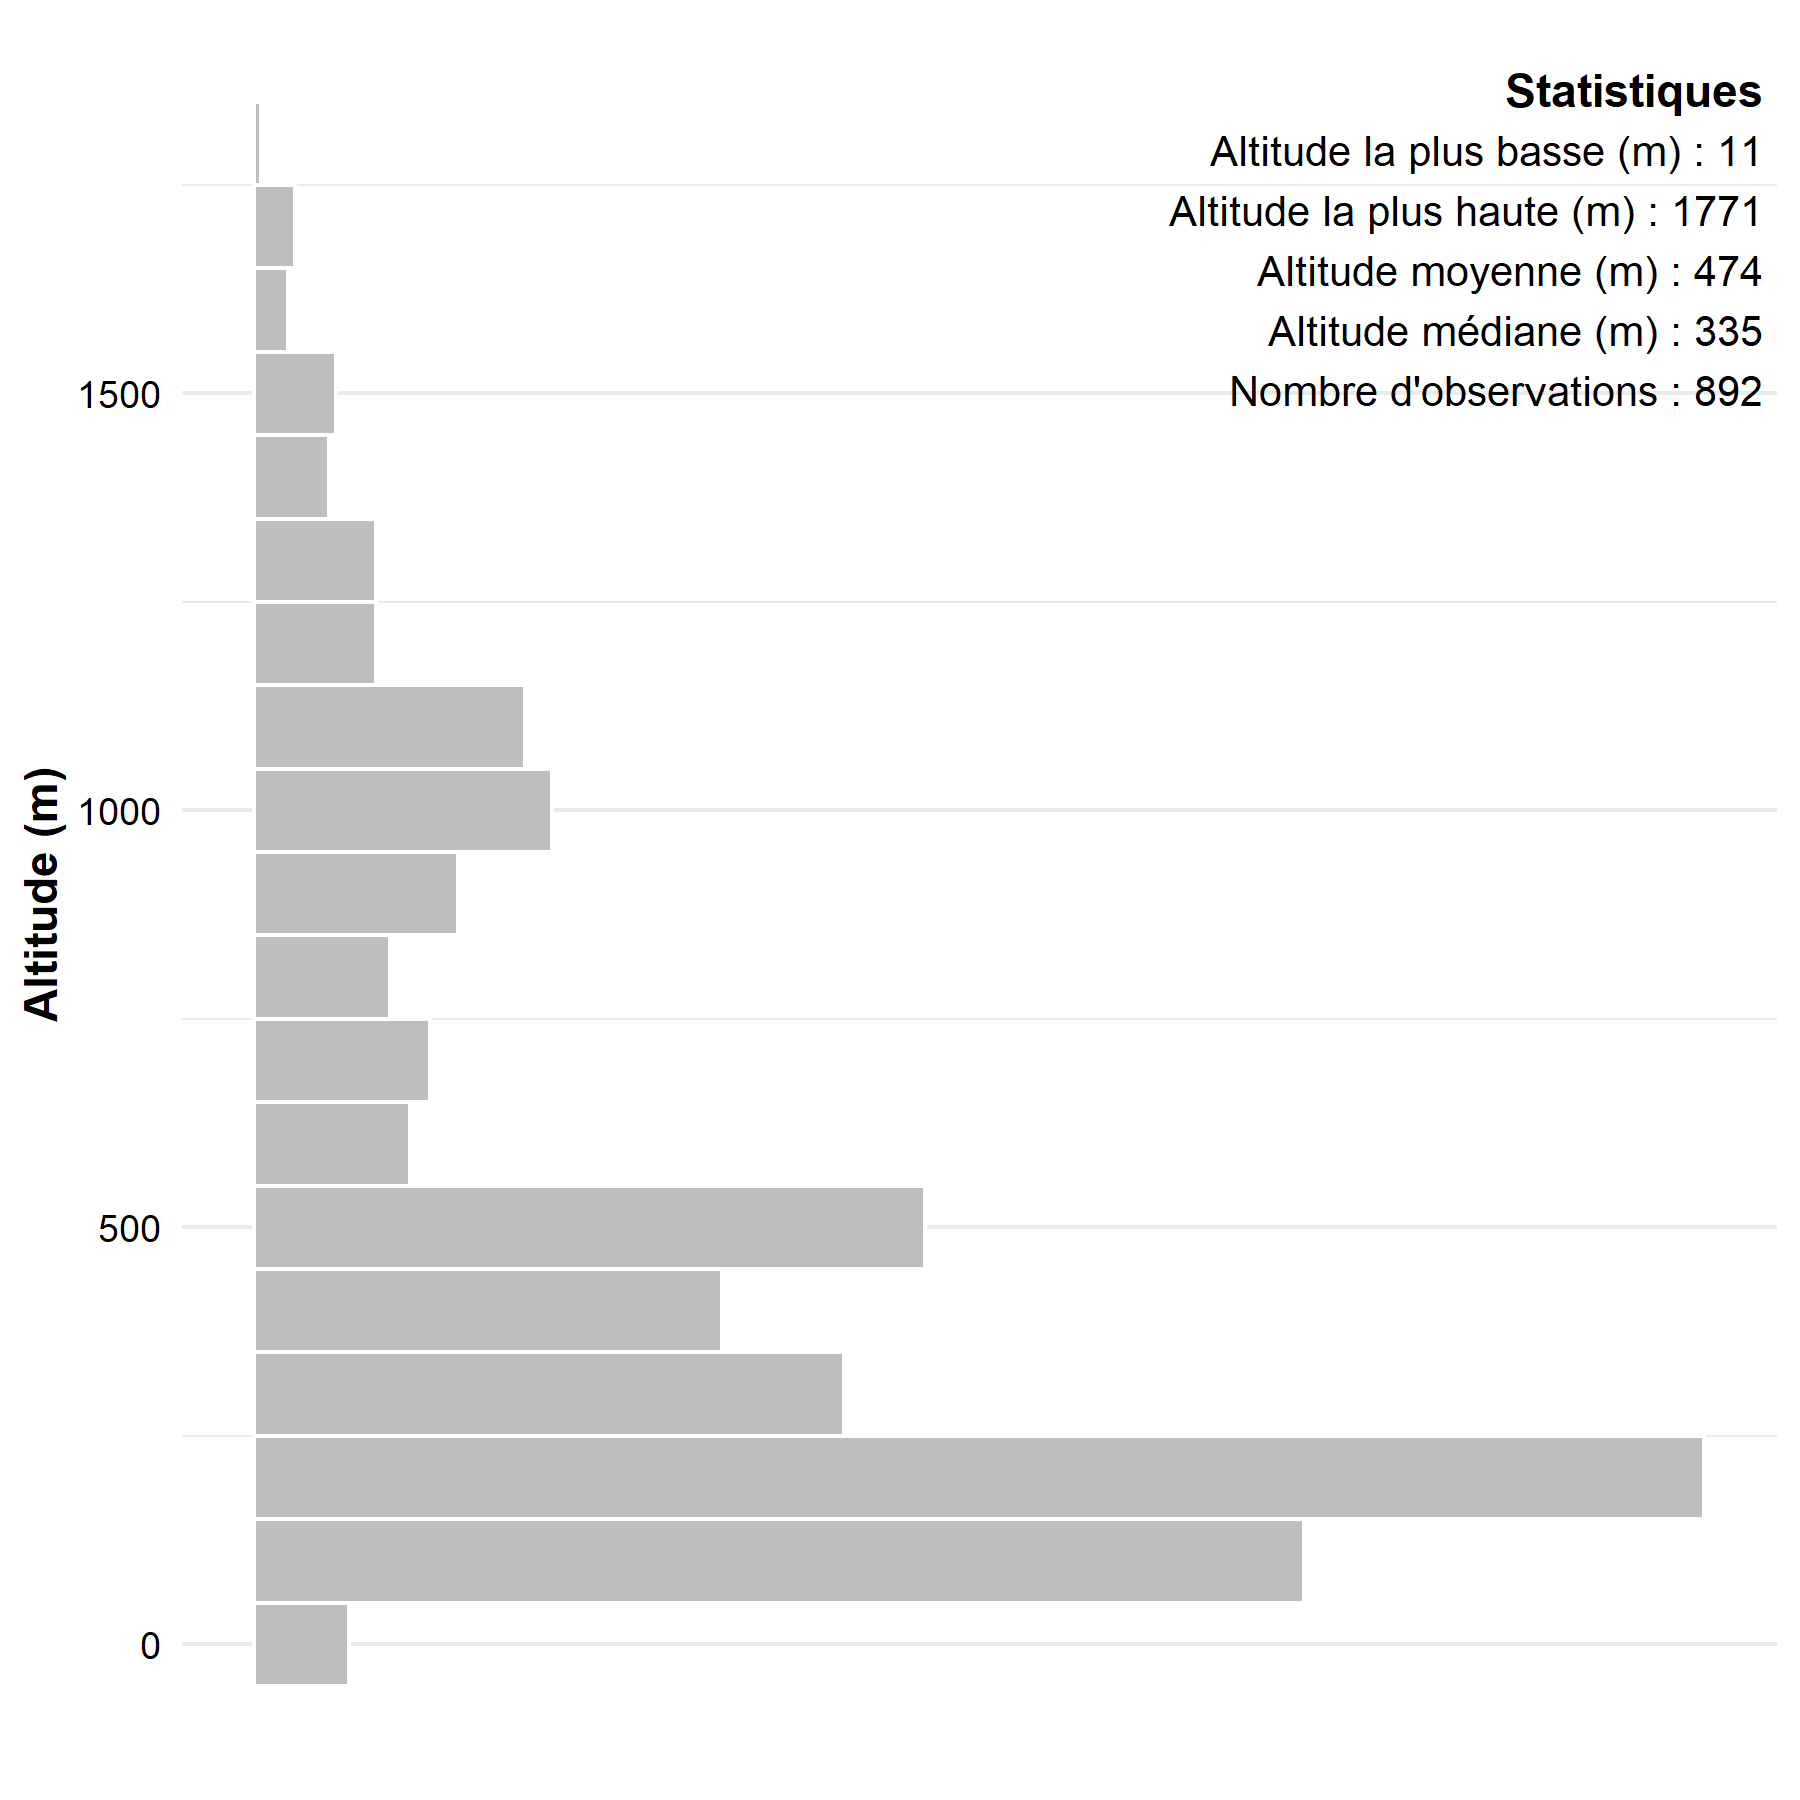 Statistiques
Altitude la plus basse (m) : 11
Altitude la plus haute (m) : 1771
Altitude moyenne (m) : 474
Altitude médiane (m) : 335
Nombre d'observations : 892
Altitude (m)
1500
1000
500
0